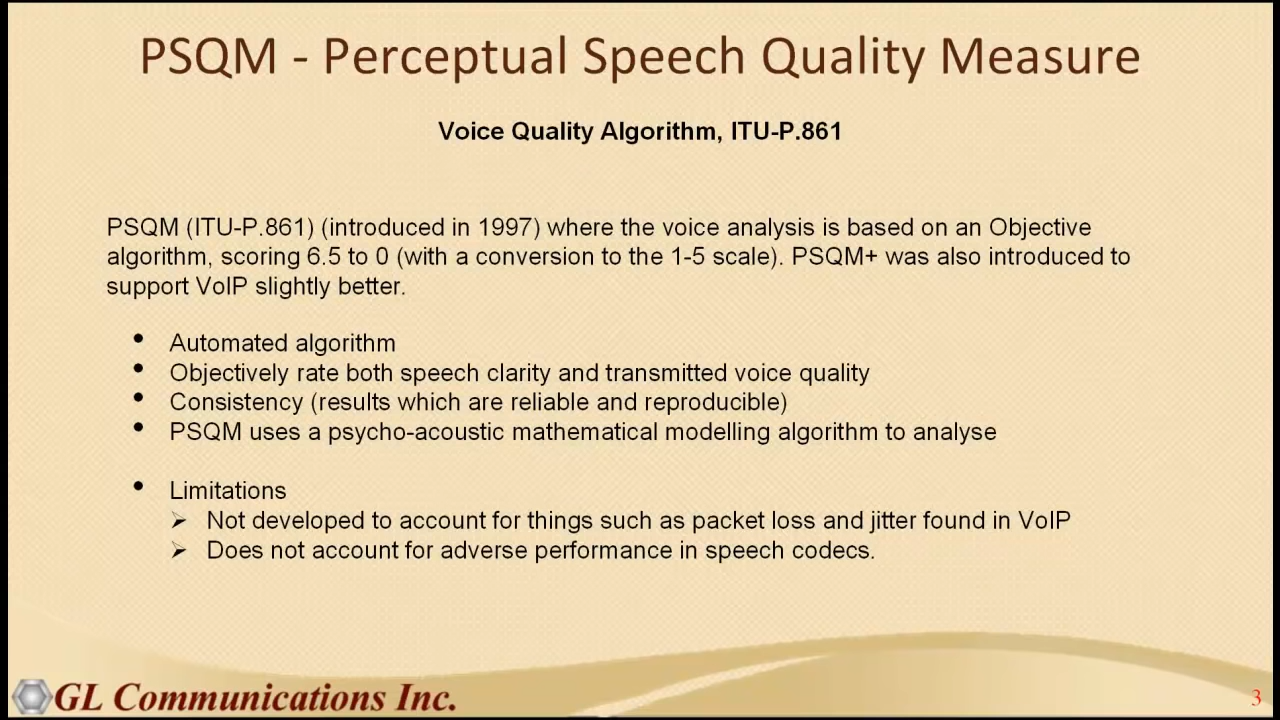 PSQM - Perceptual Speech Quality Measure
Voice Quality Algorithm, ITU-P.861
PSQM (ITU-P.861) (introduced in 1997) where the voice analysis is based on an Objective
algorithm, scoring 6.5 to 0 (with a conversion to the 1-5 scale). PSQM+ was also introduced to
support VoIP slightly better.
• Automated algorithm
• Objectively rate both speech clarity and transmitted voice quality
• Consistency (results which are reliable and reproducible)
• PSQM uses a psycho-acoustic mathematical modelling algorithm to analyse
• Limitations
➢ Not developed to account for things such as packet loss and jitter found in VoIP
➢ Does not account for adverse performance in speech codecs.
GL Communications Inc.
3